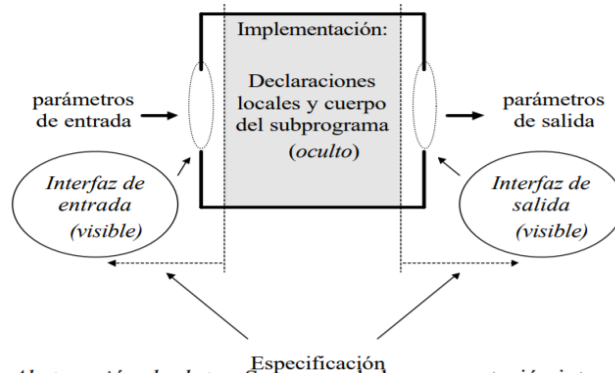 Implementación:
Declaraciones
locales y cuerpo
del subprograma
(oculto)
parámetros
de entrada
parámetros
de salida
Interfaz de
entrada
(visible)
Interfaz de
salida
(visible)
Especificación